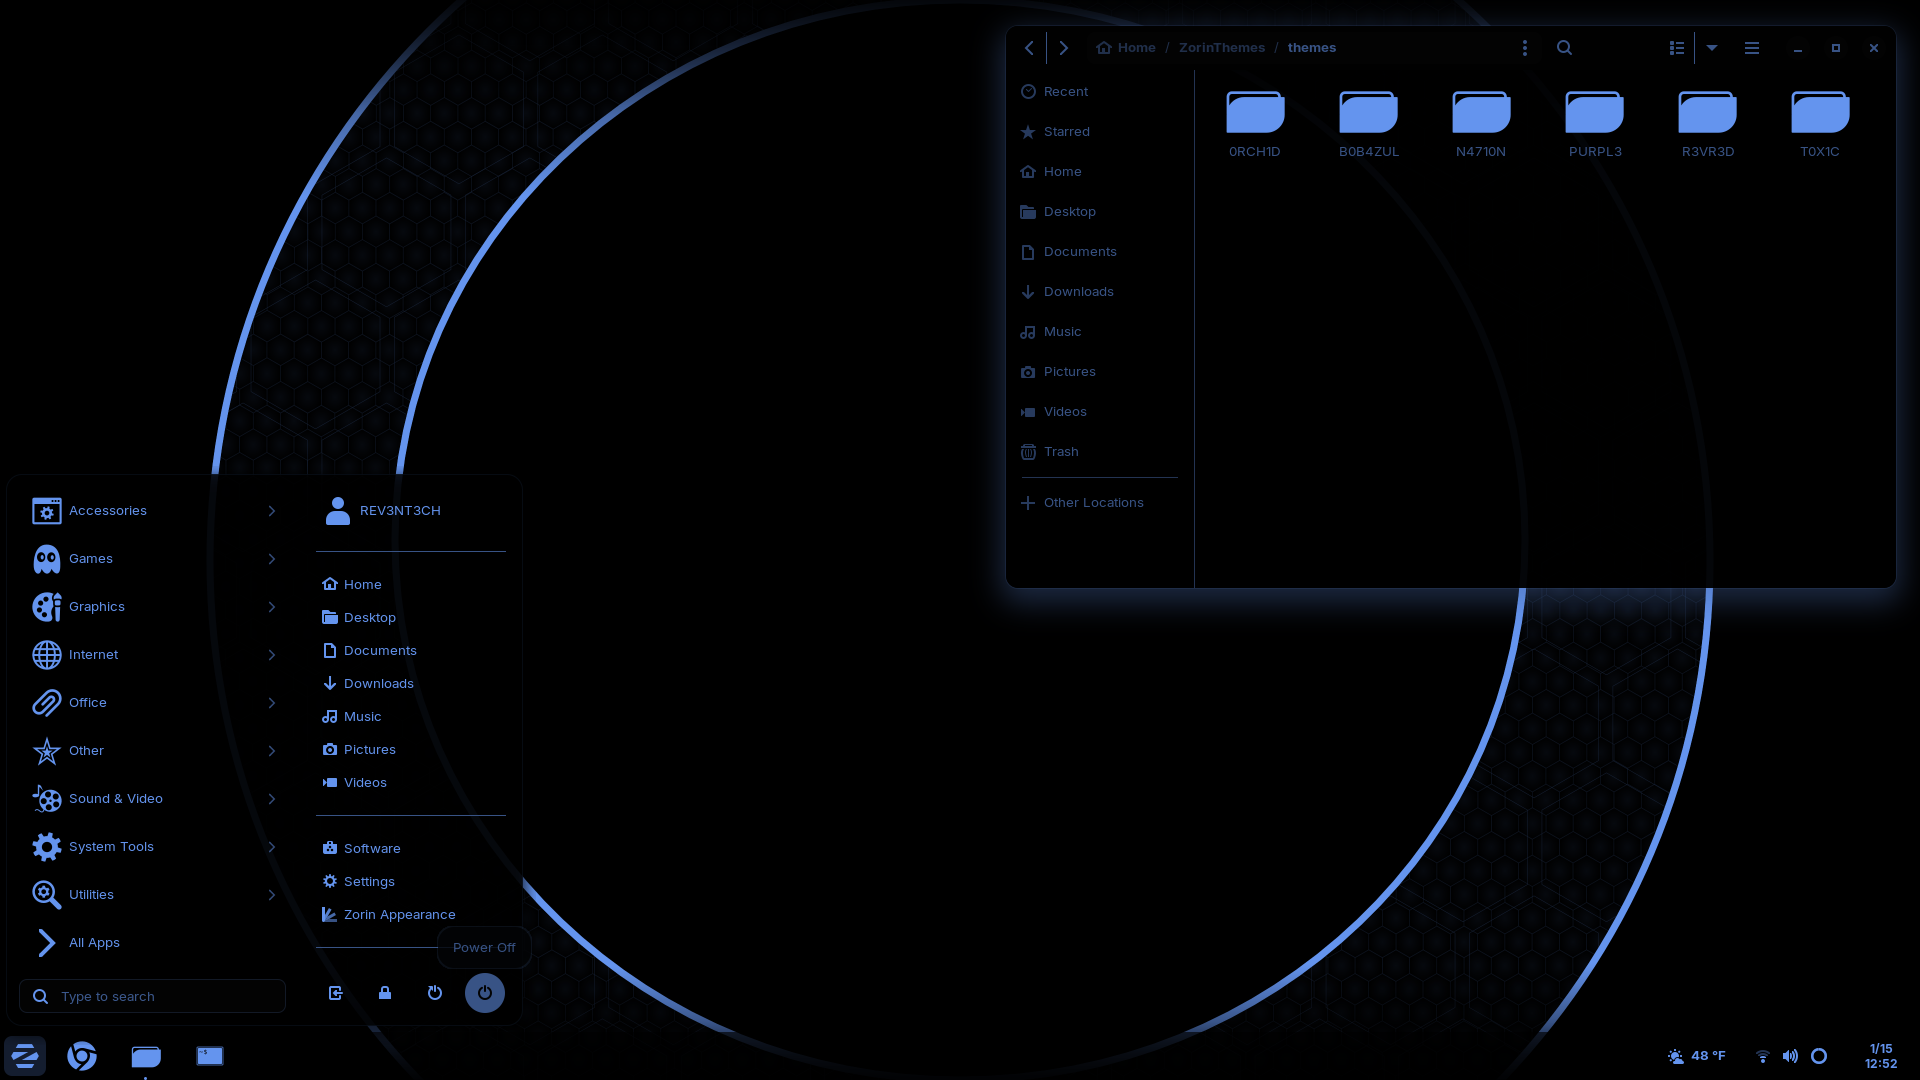 Home / ZorinThemes / themes
Recent
Starred
Home
Desktop
Documents
Downloads
Music
Pictures
Videos
Trash
Other Locations
0RCH1D B0B4ZUL N4710N PURPL3 R3VR3D T0X1C
Accessories
Games
Graphics
Internet
Office
Other
Sound & Video
System Tools
Utilities
All Apps
Type to search
REV3NT3CH
Home
Desktop
Documents
Downloads
Music
Pictures
Videos
Software
Settings
Zorin Appearance
Power Off
~$
48 °F
1/15
12:52